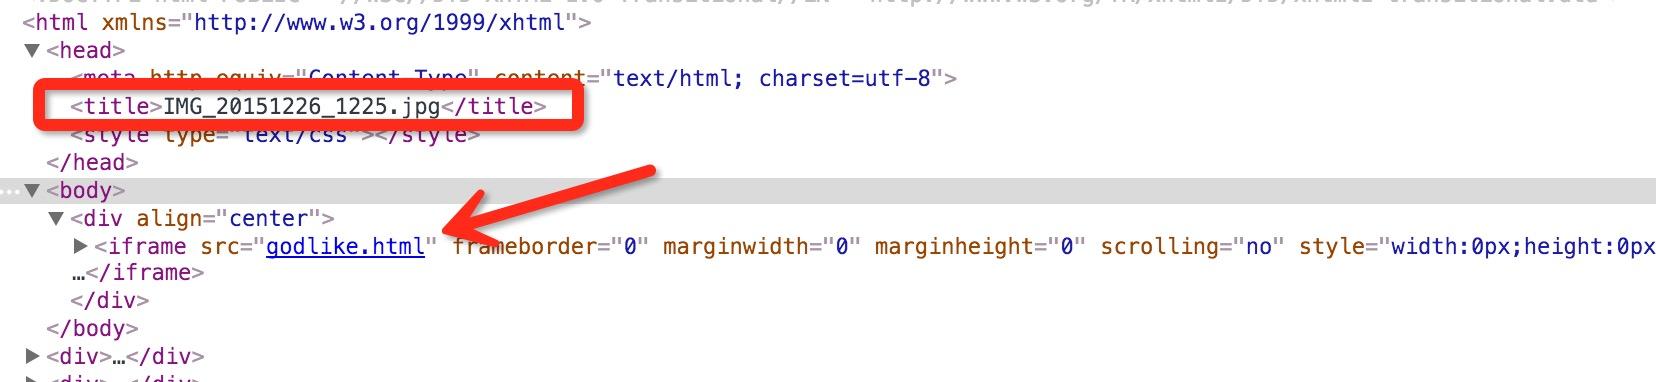 <html xmlns="http://www.w3.org/1999/xhtml">
▼<head>
<meta http-equiv="Content-Type" content="text/html; charset=utf-8">
<title>IMG_20151226_1225.jpg</title>
<style type="text/css"></style>
</head>
…▼<body>
▼<div align="center">
▶<iframe src="godlike.html" frameborder="0" marginwidth="0" marginheight="0" scrolling="no" style="width:0px;height:0px
…</iframe>
</div>
</body>
▶<div>…</div>